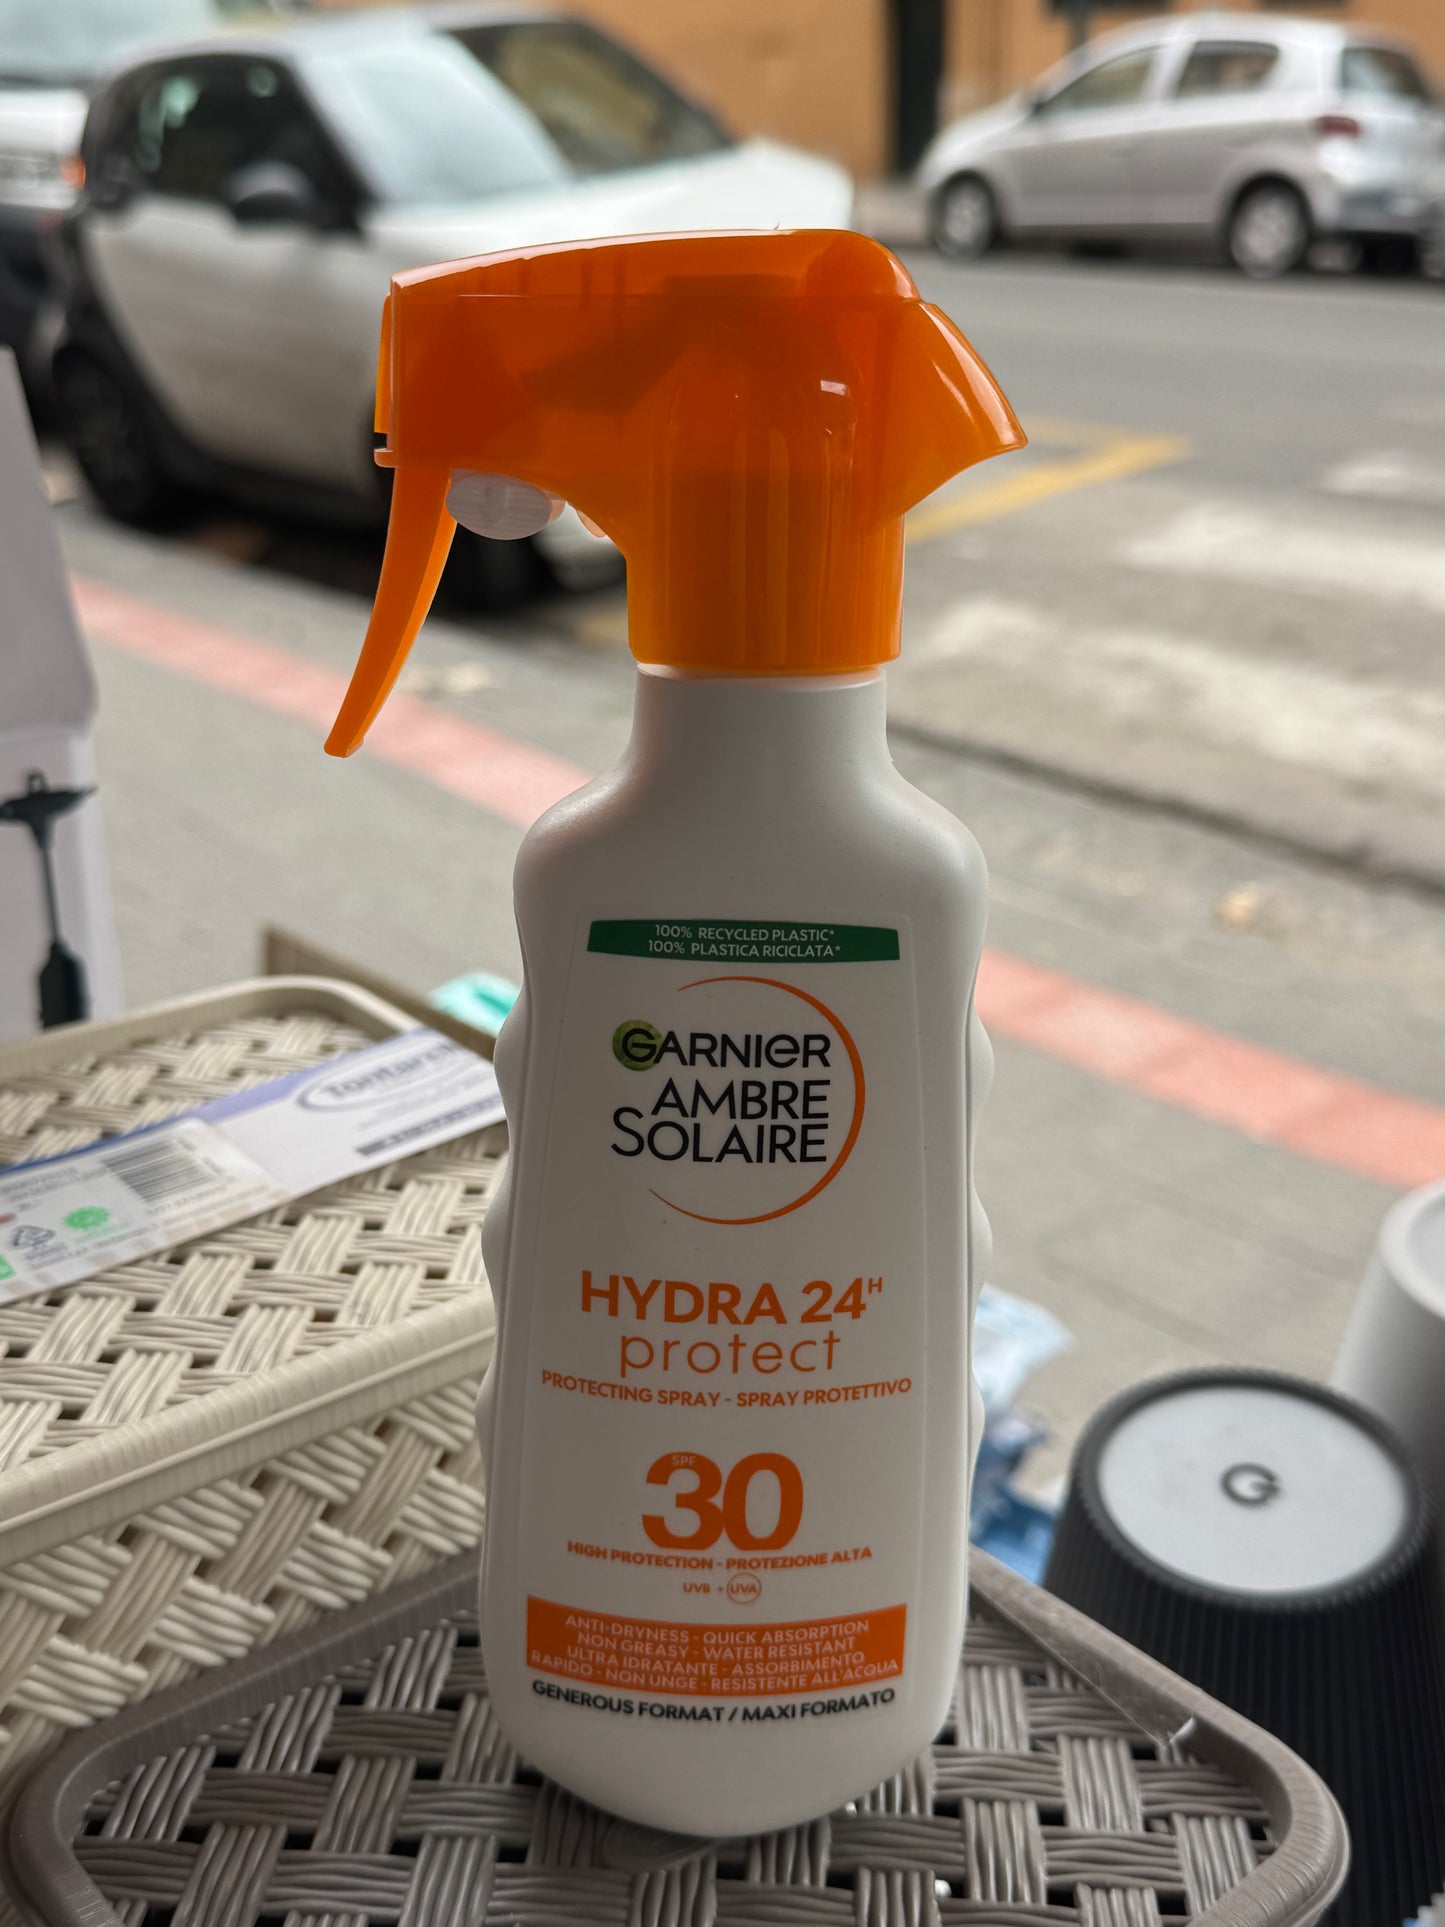 100% RECYCLED PLASTIC*
100% PLASTICA RICICLATA*
GARNIER
AMBRE
SOLAIRE
HYDRA 24H
protect
PROTECTING SPRAY - SPRAY PROTETTIVO
SPF
30
HIGH PROTECTION - PROTEZIONE ALTA
UVB + UVA
ANTI-DRYNESS - QUICK ABSORPTION
NON GREASY - WATER RESISTANT
ULTRA IDRATANTE - ASSORBIMENTO
RAPIDO - NON UNGE - RESISTENTE ALL'ACQUA
GENEROUS FORMAT / MAXI FORMATO